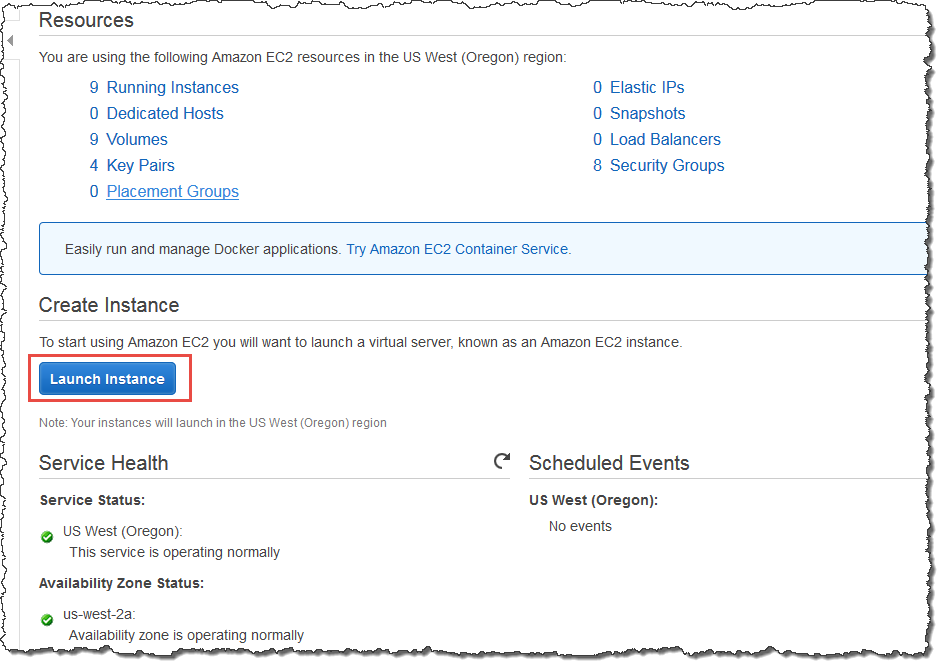 Resources
You are using the following Amazon EC2 resources in the US West (Oregon) region:
9 Running Instances
0 Dedicated Hosts
9 Volumes
4 Key Pairs
0 Placement Groups
0 Elastic IPs
0 Snapshots
0 Load Balancers
8 Security Groups
Easily run and manage Docker applications. Try Amazon EC2 Container Service.
Create Instance
To start using Amazon EC2 you will want to launch a virtual server, known as an Amazon EC2 instance.
Launch Instance
Note: Your instances will launch in the US West (Oregon) region
Service Health
Service Status:
US West (Oregon):
This service is operating normally
Availability Zone Status:
us-west-2a:
Availability zone is operating normally
Scheduled Events
US West (Oregon):
No events